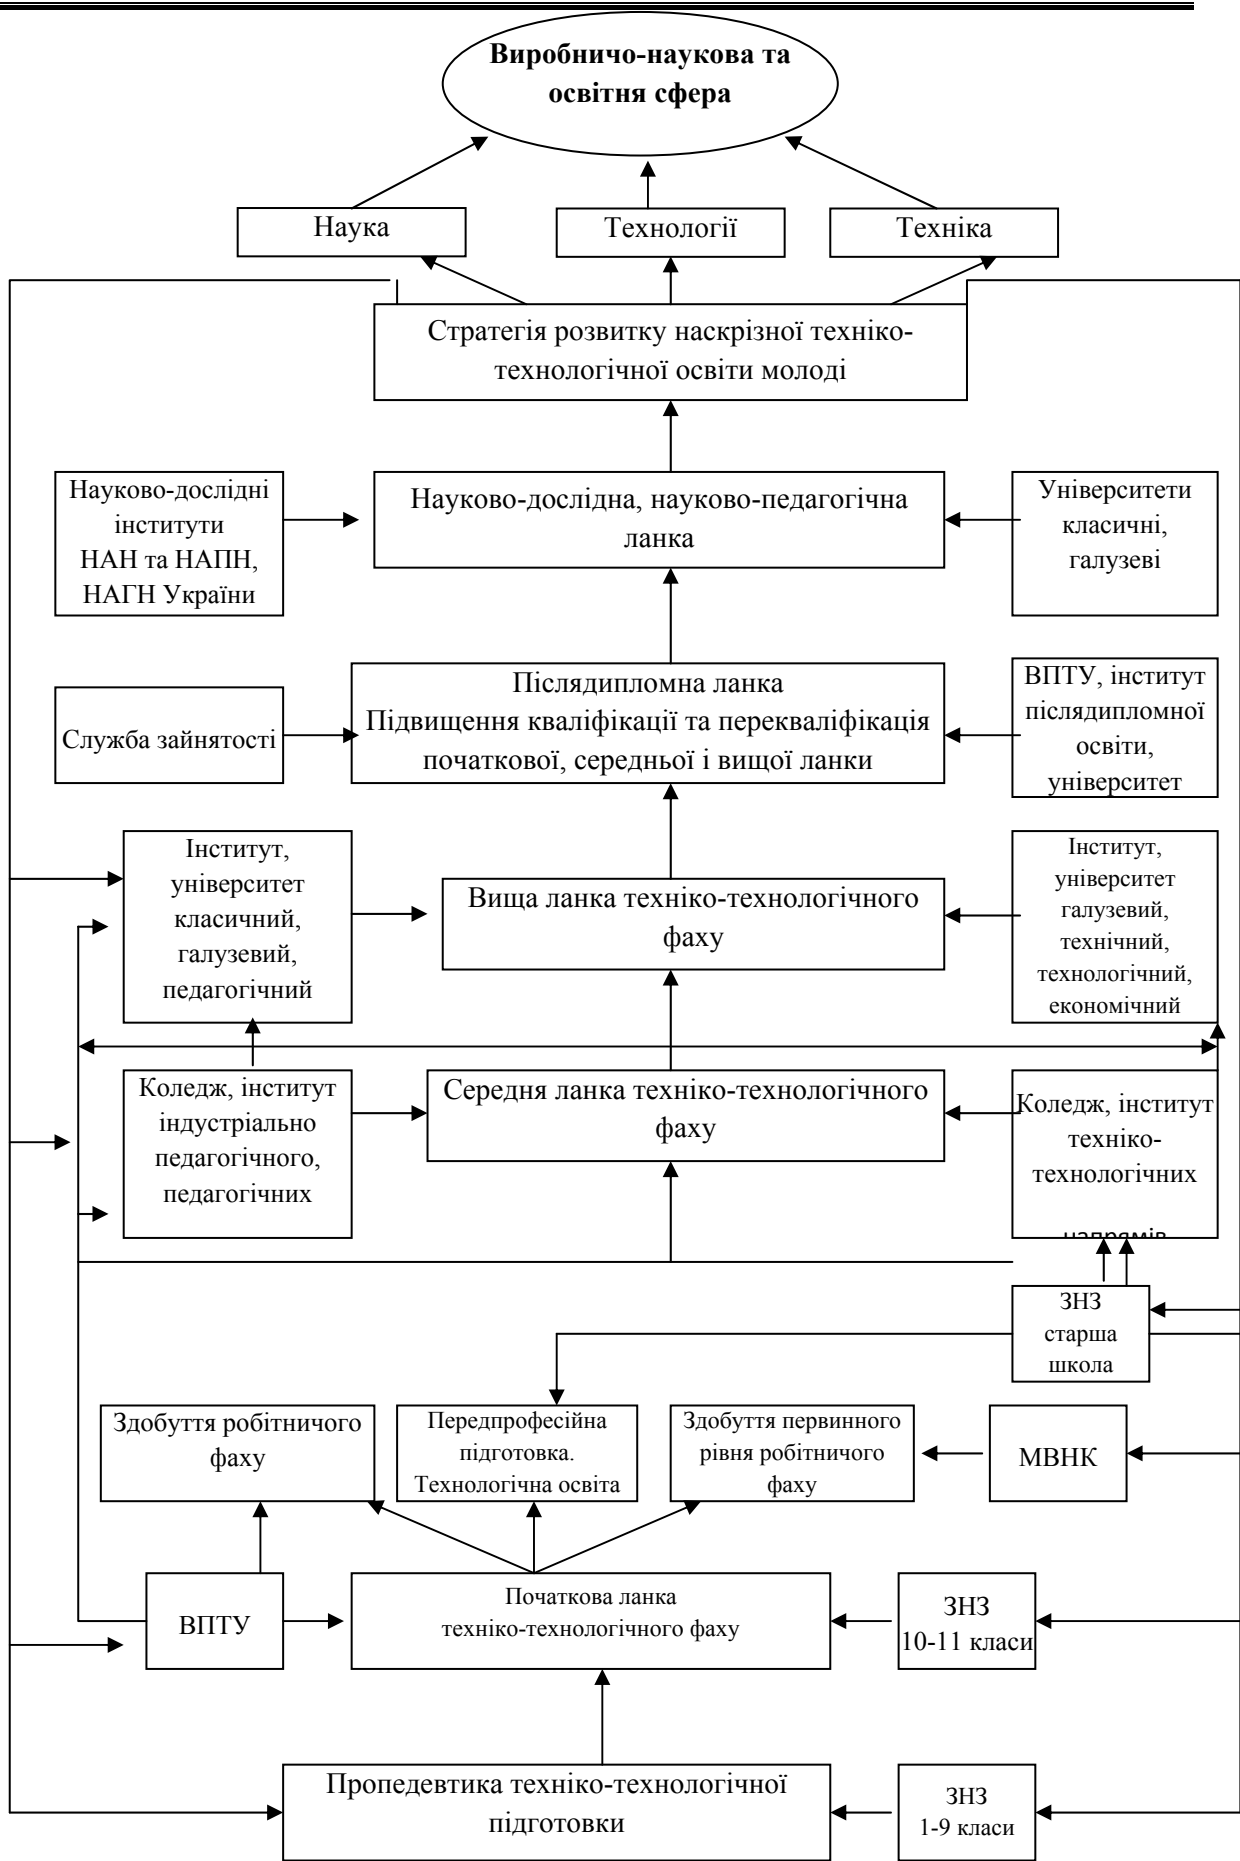 Виробничо-наукова та
освітня сфера
Наука
Технології
Техніка
Стратегія розвитку наскрізної техніко-
технологічної освіти молоді
Науково-дослідні
інститути
НАН та НАПН,
НАГН України
Науково-дослідна, науково-педагогічна
ланка
Університети
класичні,
галузеві
Служба зайнятості
Післядипломна ланка
Підвищення кваліфікації та перекваліфікація
початкової, середньої і вищої ланки
ВПТУ, інститут
післядипломної
освіти,
університет
Інститут,
університет
класичний,
галузевий,
педагогічний
Вища ланка техніко-технологічного
фаху
Інститут,
університет
галузевий,
технічний,
технологічний,
економічний
Коледж, інститут
індустріально
педагогічного,
педагогічних
Середня ланка техніко-технологічного
фаху
Коледж, інститут
техніко-
технологічних
напрямів
ЗНЗ
старша
школа
Здобуття робітничого
фаху
Передпрофесійна
підготовка.
Технологічна освіта
Здобуття первинного
рівня робітничого
фаху
МВНК
ВПТУ
Початкова ланка
техніко-технологічного фаху
ЗНЗ
10-11 класи
Пропедевтика техніко-технологічної
підготовки
ЗНЗ
1-9 класи